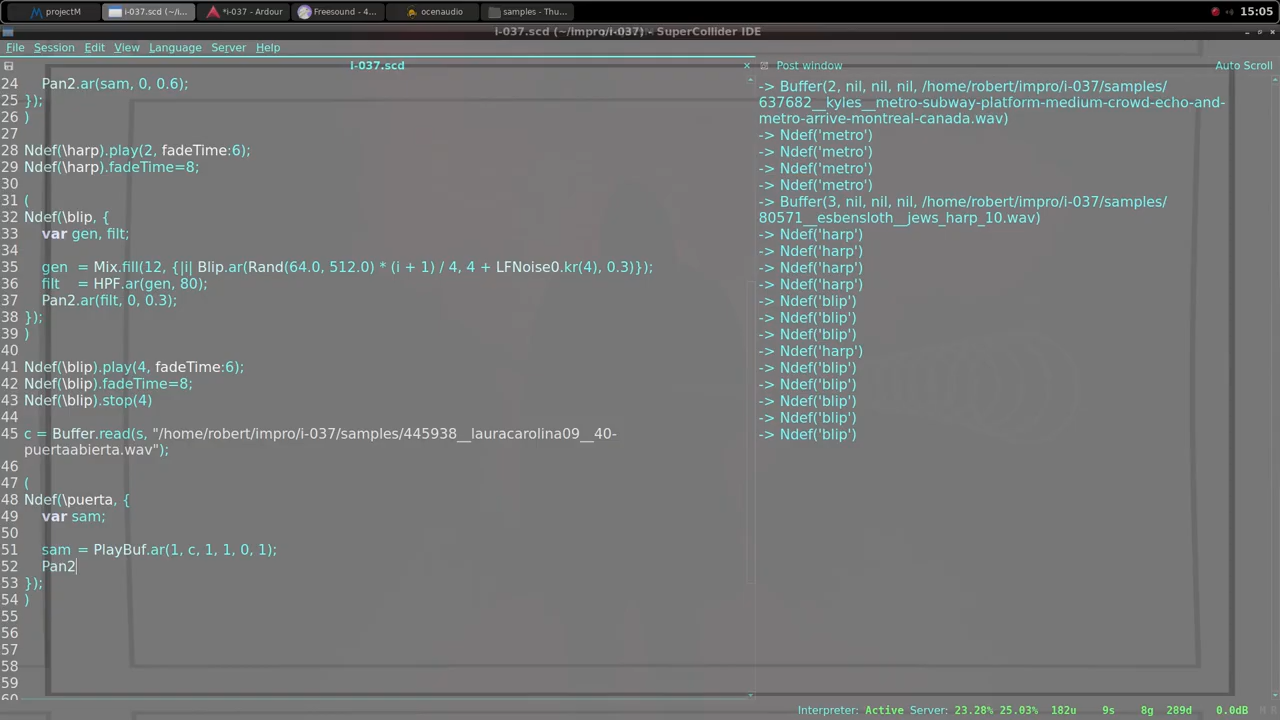 projectM
i-037.scd (~/i...
*i-037 - Ardour
Freesound - 4...
ocenaudio
samples - Thu...
15:05
i-037.scd (~/impro/i-037) - SuperCollider IDE
File Session Edit View Language Server Help
i-037.scd
Post window
Auto Scroll
24 Pan2.ar(sam, 0, 0.6);
25 });
26 )
27
28 Ndef(\harp).play(2, fadeTime:6);
29 Ndef(\harp).fadeTime=8;
30
31 (
32 Ndef(\blip, {
33 var gen, filt;
34
35 gen = Mix.fill(12, {|i| Blip.ar(Rand(64.0, 512.0) * (i + 1) / 4, 4 + LFNoise0.kr(4), 0.3)});
36 filt = HPF.ar(gen, 80);
37 Pan2.ar(filt, 0, 0.3);
38 });
39 )
40
41 Ndef(\blip).play(4, fadeTime:6);
42 Ndef(\blip).fadeTime=8;
43 Ndef(\blip).stop(4)
44
45 c = Buffer.read(s, "/home/robert/impro/i-037/samples/445938__lauracarolina09__40-
puertaabierta.wav");
46
47 (
48 Ndef(\puerta, {
49 var sam;
50
51 sam = PlayBuf.ar(1, c, 1, 1, 0, 1);
52 Pan2
53 });
54 )
55
56
57
58
59
60
-> Buffer(2, nil, nil, nil, /home/robert/impro/i-037/samples/
637682__kyles__metro-subway-platform-medium-crowd-echo-and-
metro-arrive-montreal-canada.wav)
-> Ndef('metro')
-> Ndef('metro')
-> Ndef('metro')
-> Ndef('metro')
-> Buffer(3, nil, nil, nil, /home/robert/impro/i-037/samples/
80571__esbensloth__jews_harp_10.wav)
-> Ndef('harp')
-> Ndef('harp')
-> Ndef('harp')
-> Ndef('harp')
-> Ndef('blip')
-> Ndef('blip')
-> Ndef('blip')
-> Ndef('harp')
-> Ndef('blip')
-> Ndef('blip')
-> Ndef('blip')
-> Ndef('blip')
-> Ndef('blip')
Interpreter: Active Server: 23.28% 25.03% 182u 9s 8g 289d 0.0dB